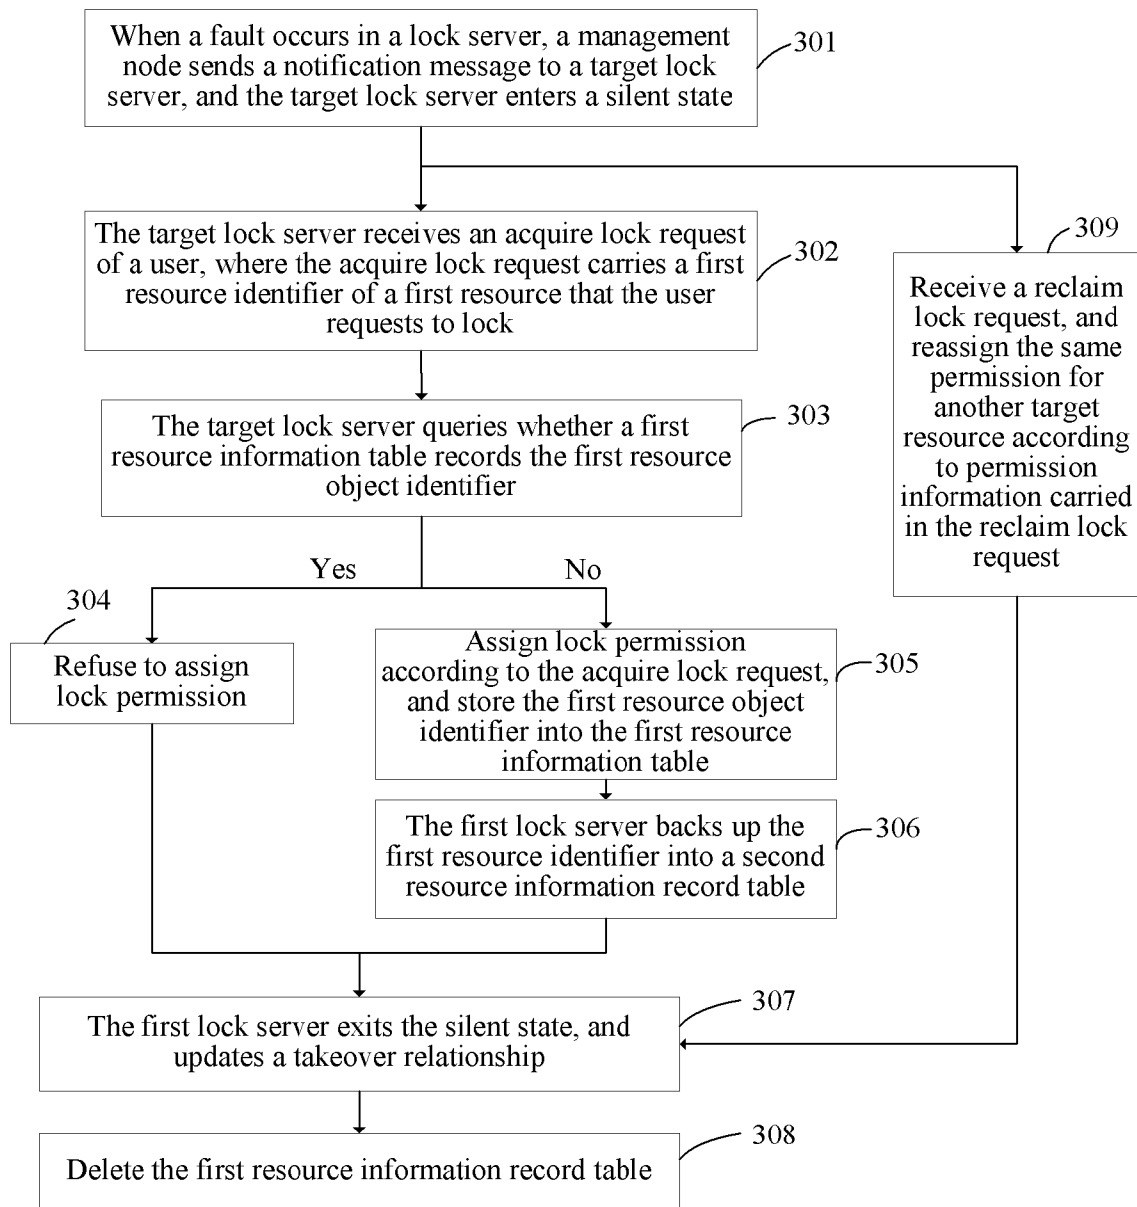 When a fault occurs in a lock server, a management
node sends a notification message to a target lock
server, and the target lock server enters a silent state
301
The target lock server receives an acquire lock request
of a user, where the acquire lock request carries a first
resource identifier of a first resource that the user
requests to lock
302
309
Receive a reclaim
lock request, and
reassign the same
permission for
another target
resource according
to permission
information carried
in the reclaim lock
request
The target lock server queries whether a first
resource information table records the first resource
object identifier
303
Yes
No
304
Refuse to assign
lock permission
Assign lock permission
according to the acquire lock request,
and store the first resource object
identifier into the first resource
information table
305
The first lock server backs up the
first resource identifier into a second
resource information record table
306
The first lock server exits the silent state, and
updates a takeover relationship
307
Delete the first resource information record table
308